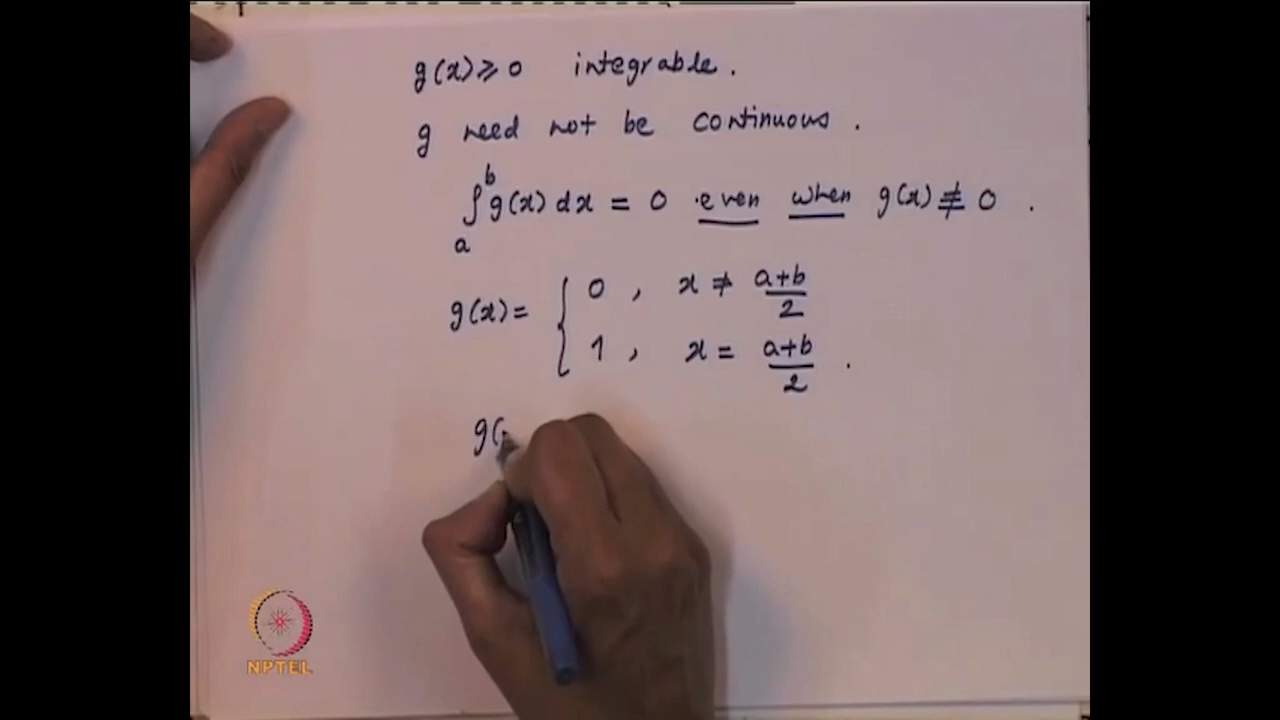 g(x) ⩾ 0 integrable.
g need not be continuous.
∫_a^b g(x) dx = 0 even when g(x) ≢ 0.
g(x) = { 0, x ≠ (a+b)/2
1, x = (a+b)/2.
g(
NPTEL